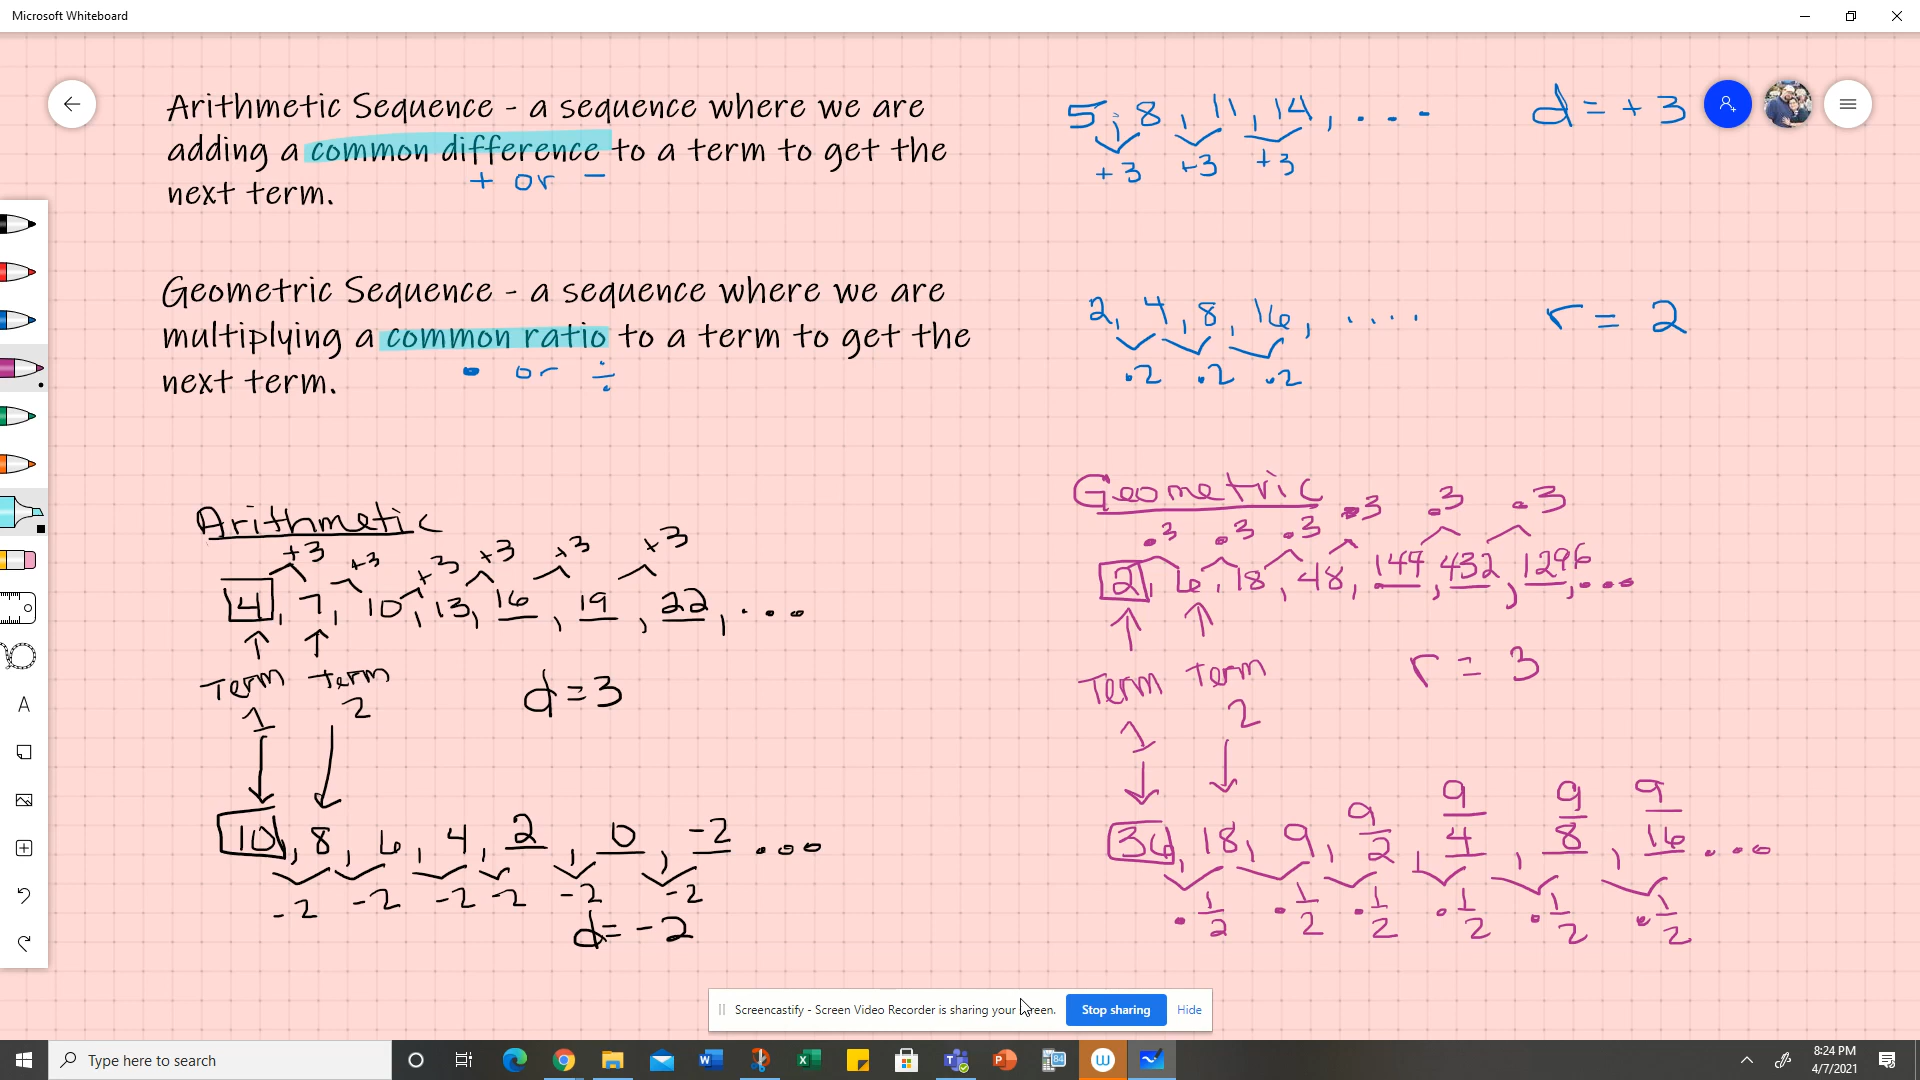 Microsoft Whiteboard
Arithmetic Sequence - a sequence where we are
adding a common difference to a term to get the
+ or -
next term.
5, 8, 11, 14, ...
+3 +3 +3
d = +3
Geometric Sequence - a sequence where we are
multiplying a common ratio to a term to get the
• or ÷
next term.
2, 4, 8, 16, ....
·2 ·2 ·2
r = 2
Arithmetic
+3 +3 +3 +3 +3 +3
4, 7, 10, 13, 16, 19, 22, ...
Term 1 term 2
d = 3
10, 8, 6, 4, 2, 0, -2 ...
-2 -2 -2 -2 -2 -2
d = -2
Geometric
·3 ·3 ·3 ·3 ·3 ·3
2, 6, 18, 48, 144, 432, 1296, ...
Term 1 Term 2
r = 3
36, 18, 9, 9/2, 9/4, 9/8, 9/16 ...
·1/2 ·1/2 ·1/2 ·1/2 ·1/2 ·1/2
Screencastify - Screen Video Recorder is sharing your screen.
Stop sharing
Hide
Type here to search
8:24 PM
4/7/2021